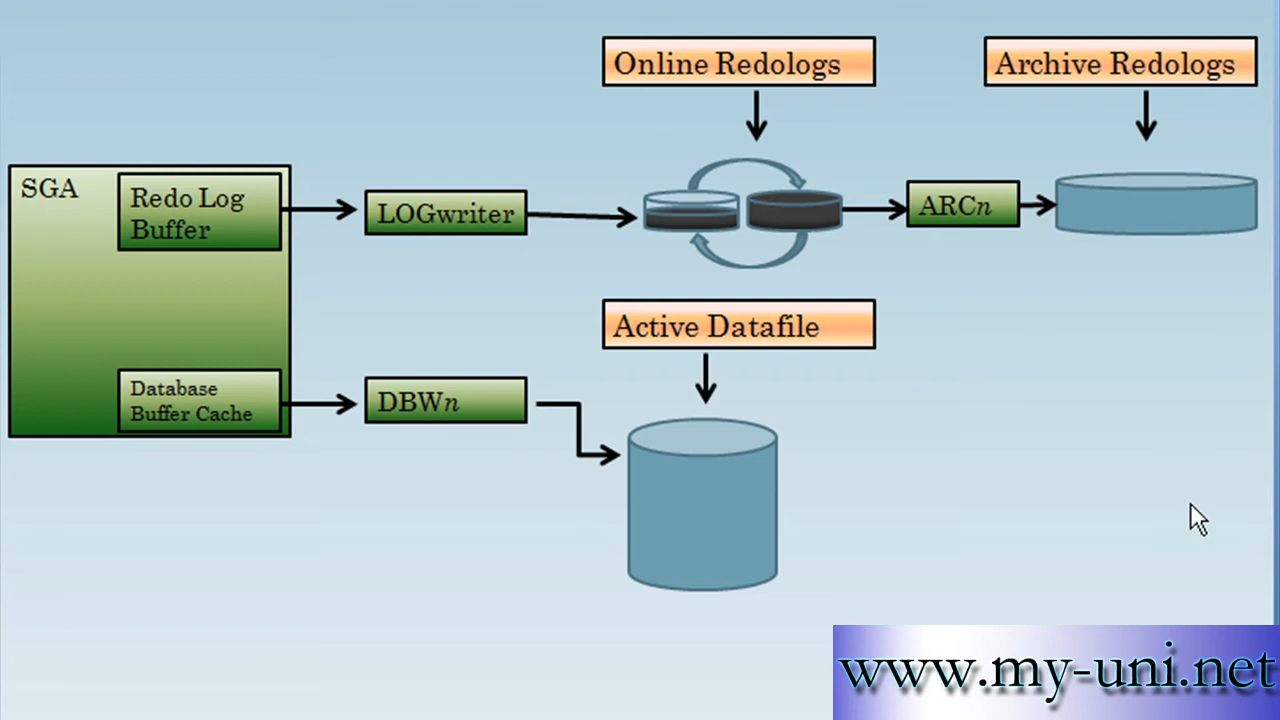 Online Redologs
Archive Redologs
SGA
Redo Log
Buffer
LOGwriter
ARCn
Active Datafile
Database
Buffer Cache
DBWn
www.my-uni.net